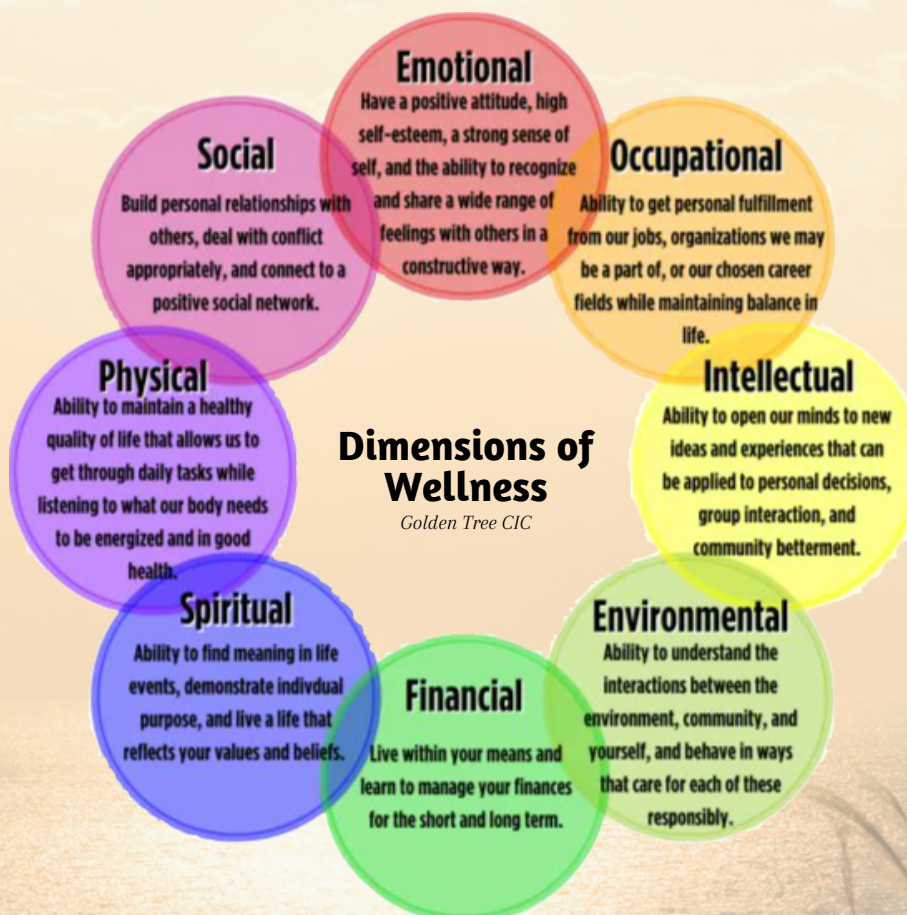 Emotional
Have a positive attitude, high
self-esteem, a strong sense of
self, and the ability to recognize
and share a wide range of
feelings with others in a
constructive way.
Occupational
Ability to get personal fulfillment
from our jobs, organizations we may
be a part of, or our chosen career
fields while maintaining balance in
life.
Intellectual
Ability to open our minds to new
ideas and experiences that can
be applied to personal decisions,
group interaction, and
community betterment.
Environmental
Ability to understand the
interactions between the
environment, community, and
yourself, and behave in ways
that care for each of these
responsibly.
Financial
Live within your means and
learn to manage your finances
for the short and long term.
Spiritual
Ability to find meaning in life
events, demonstrate indivdual
purpose, and live a life that
reflects your values and beliefs.
Physical
Ability to maintain a healthy
quality of life that allows us to
get through daily tasks while
listening to what our body needs
to be energized and in good
health.
Social
Build personal relationships with
others, deal with conflict
appropriately, and connect to a
positive social network.
Dimensions of
Wellness
Golden Tree CIC